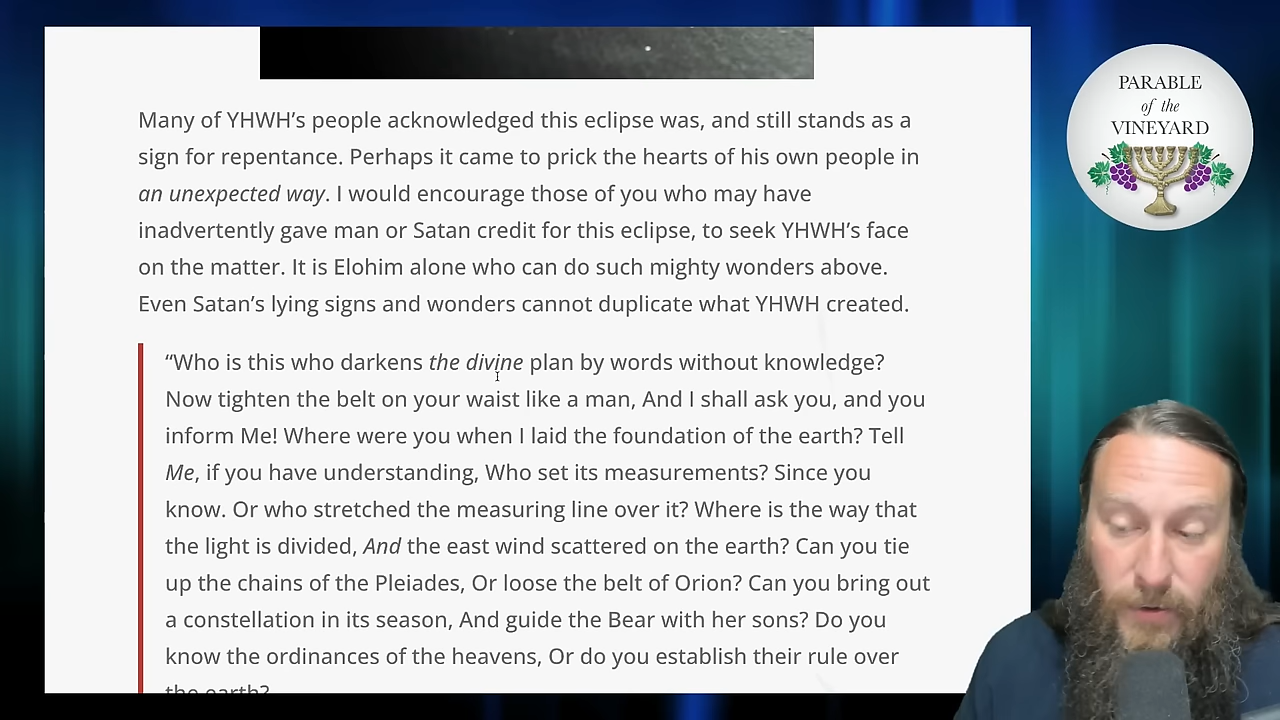 Many of YHWH’s people acknowledged this eclipse was, and still stands as a
sign for repentance. Perhaps it came to prick the hearts of his own people in
an unexpected way. I would encourage those of you who may have
inadvertently gave man or Satan credit for this eclipse, to seek YHWH’s face
on the matter. It is Elohim alone who can do such mighty wonders above.
Even Satan’s lying signs and wonders cannot duplicate what YHWH created.
“Who is this who darkens the divine plan by words without knowledge?
Now tighten the belt on your waist like a man, And I shall ask you, and you
inform Me! Where were you when I laid the foundation of the earth? Tell
Me, if you have understanding, Who set its measurements? Since you
know. Or who stretched the measuring line over it? Where is the way that
the light is divided, And the east wind scattered on the earth? Can you tie
up the chains of the Pleiades, Or loose the belt of Orion? Can you bring out
a constellation in its season, And guide the Bear with her sons? Do you
know the ordinances of the heavens, Or do you establish their rule over
the earth?
PARABLE
of the
VINEYARD